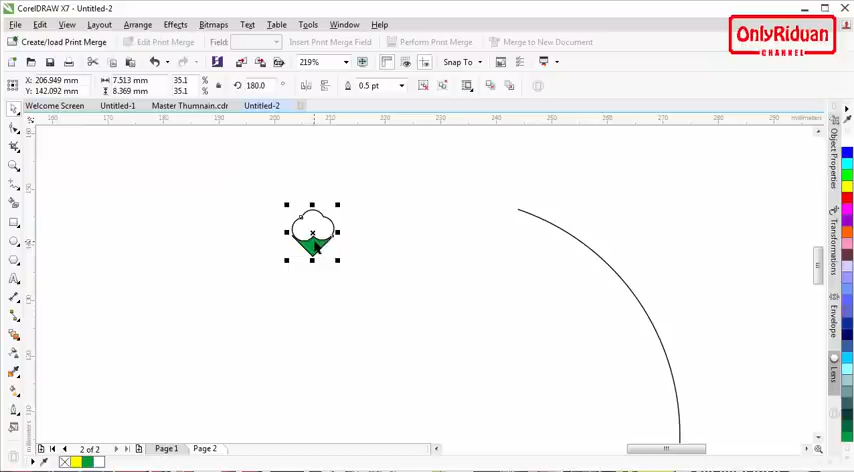 CorelDRAW X7 - Untitled-2
OnlyRiduan
CHANNEL
File Edit View Layout Arrange Effects Bitmaps Text Table Tools Window Help
Create/load Print Merge Edit Print Merge Field Insert Print Merge Field Perform Print Merge Merge to New Document
219% Snap To
X: 206.949 mm 7.513 mm 35.1 %
Y: 142.092 mm 8.369 mm 35.1 %
180.0 ° 0.5 pt
Welcome Screen Untitled-1 Master Thumnain.cdr Untitled-2
160 170 180 190 200 210 220 230 240 250 260 270 280 290 millimeters
Object Properties
Transformations
Envelope
Lens
millimeters
2 of 2 Page 1 Page 2